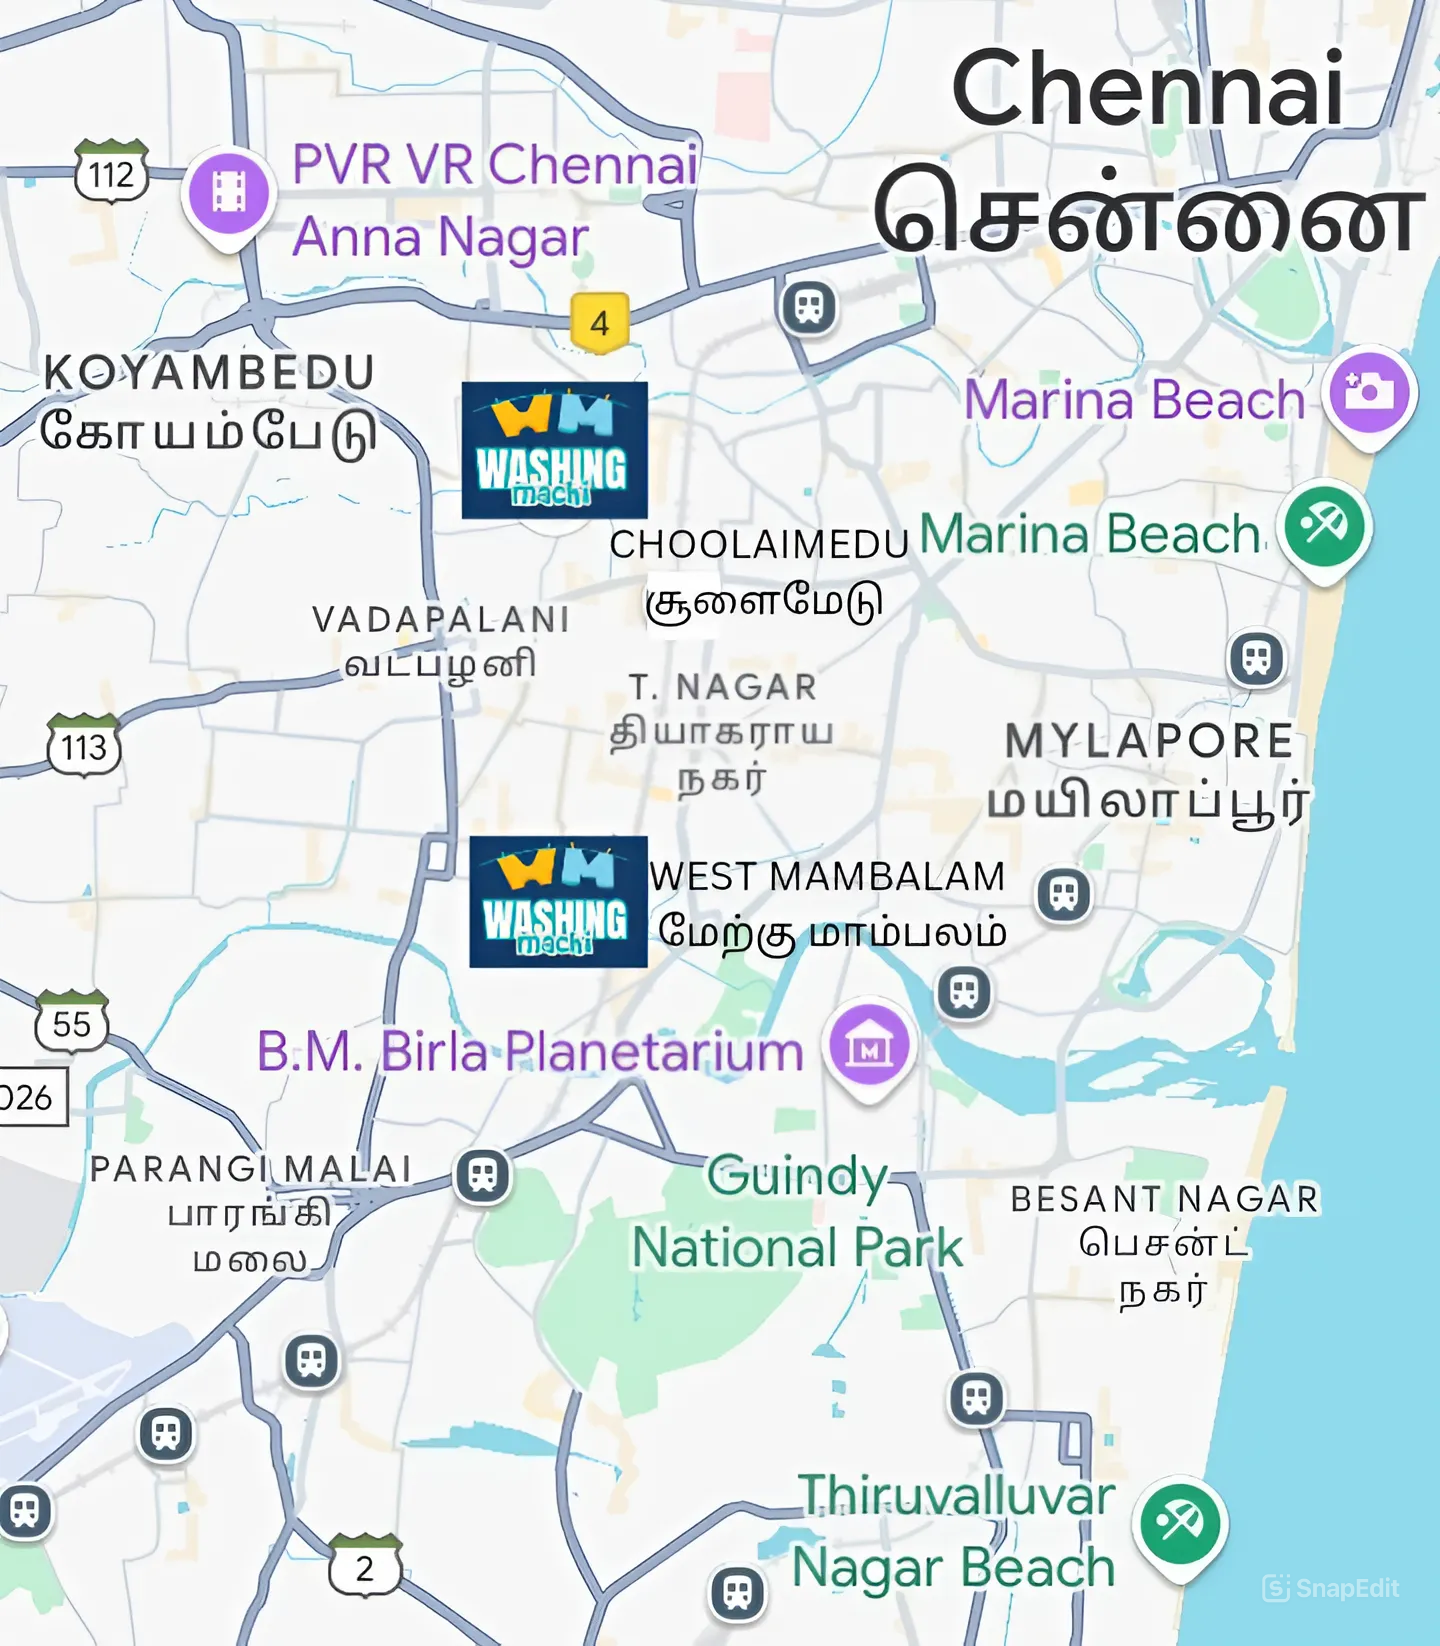 Chennai
சென்னை
112
PVR VR Chennai
Anna Nagar
4
KOYAMBEDU
கோயம்பேடு
Marina Beach
WM
WASHING
machi
CHOOLAIMEDU
சூளைமேடு
Marina Beach
VADAPALANI
வடபழனி
T. NAGAR
தியாகராய
நகர்
113
MYLAPORE
மயிலாப்பூர்
WM
WASHING
machi
WEST MAMBALAM
மேற்கு மாம்பலம்
55
B.M. Birla Planetarium
026
PARANGI MALAI
பாரங்கி
மலை
Guindy
National Park
BESANT NAGAR
பெசன்ட்
நகர்
Thiruvalluvar
Nagar Beach
2
SnapEdit